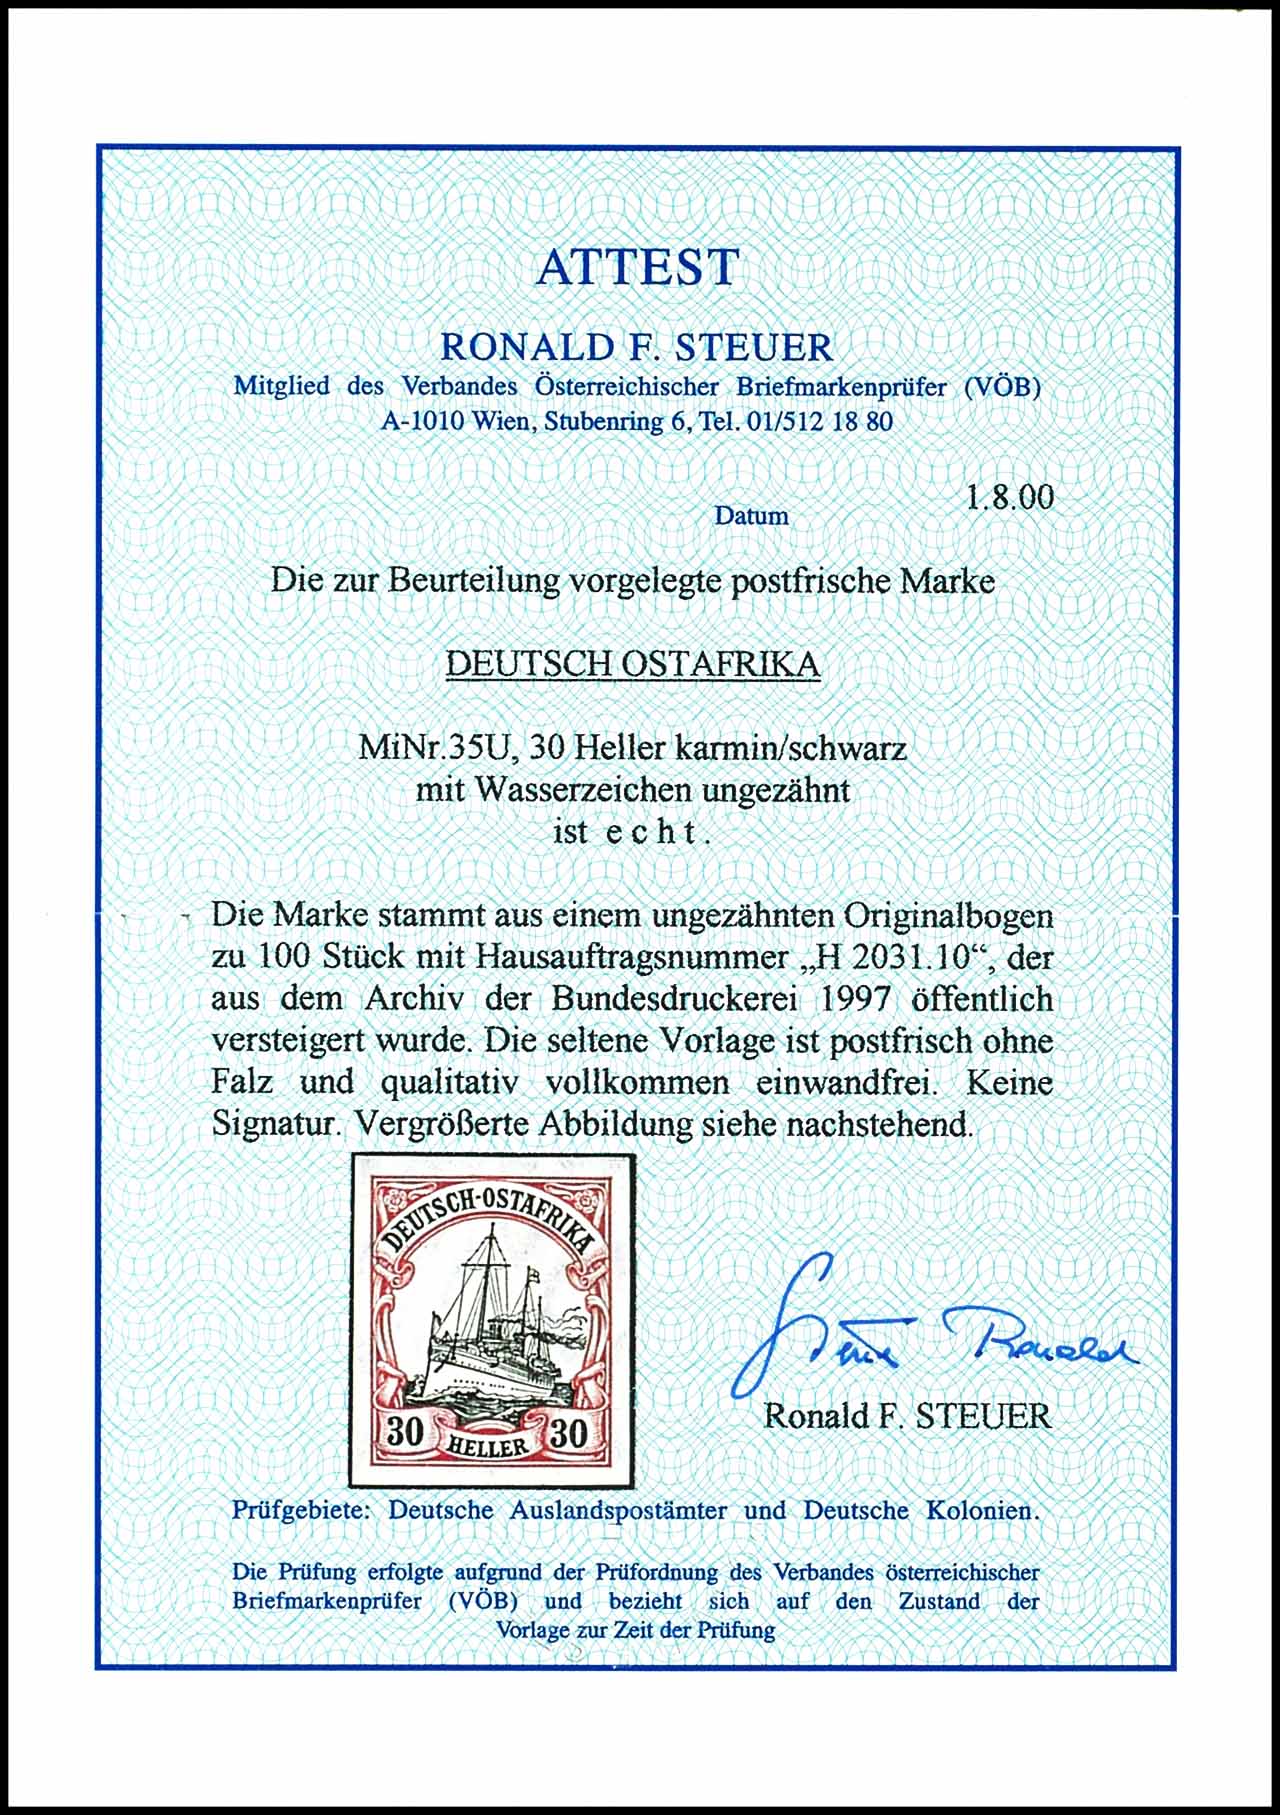 ATTEST
RONALD F. STEUER
Mitglied des Verbandes Österreichischer Briefmarkenprüfer (VÖB)
A-1010 Wien, Stubenring 6, Tel. 01/512 18 80
1.8.00
Datum
Die zur Beurteilung vorgelegte postfrische Marke
DEUTSCH OSTAFRIKA
MiNr.35U, 30 Heller karmin/schwarz
mit Wasserzeichen ungezähnt
ist e c h t .
Die Marke stammt aus einem ungezähnten Originalbogen
zu 100 Stück mit Hausauftragsnummer „H 2031.10“, der
aus dem Archiv der Bundesdruckerei 1997 öffentlich
versteigert wurde. Die seltene Vorlage ist postfrisch ohne
Falz und qualitativ vollkommen einwandfrei. Keine
Signatur. Vergrößerte Abbildung siehe nachstehend.
DEUTSCH-OSTAFRIKA
30 HELLER 30
Steuer Ronald
Ronald F. STEUER
Prüfgebiete: Deutsche Auslandspostämter und Deutsche Kolonien.
Die Prüfung erfolgte aufgrund der Prüfordnung des Verbandes österreichischer
Briefmarkenprüfer (VÖB) und bezieht sich auf den Zustand der
Vorlage zur Zeit der Prüfung